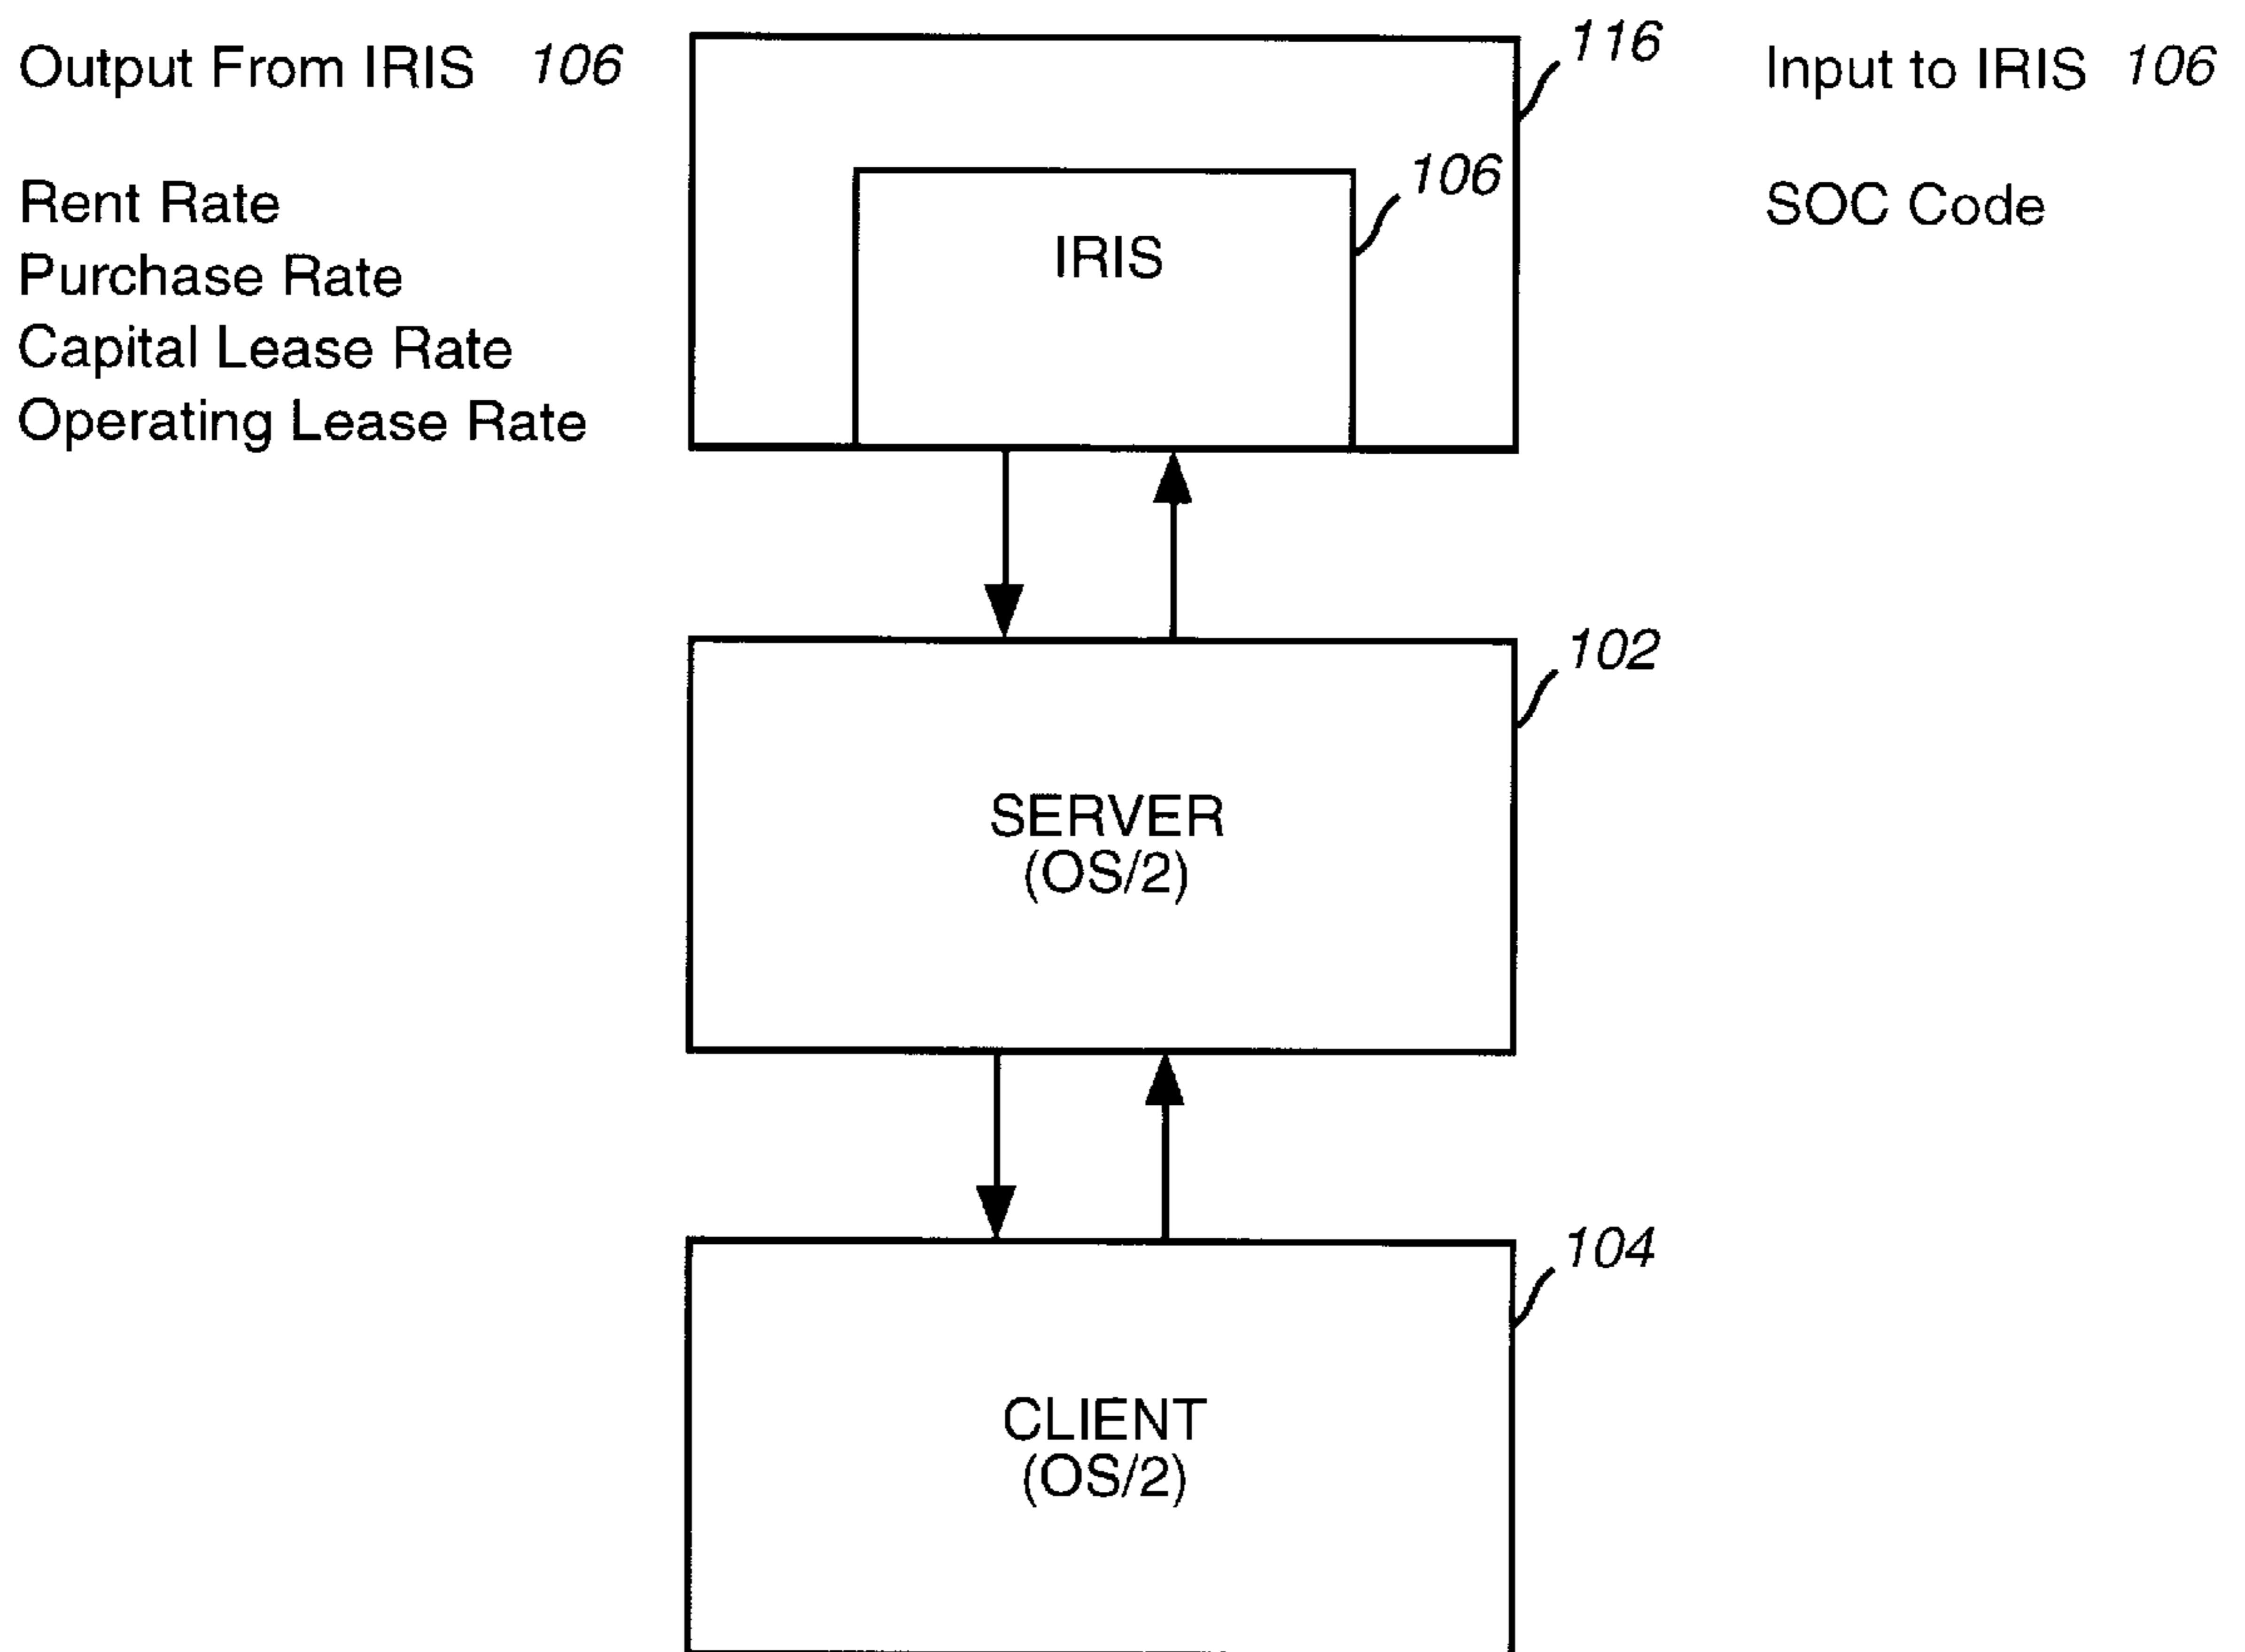 Output From IRIS 106
Rent Rate
Purchase Rate
Capital Lease Rate
Operating Lease Rate
116
106
IRIS
Input to IRIS 106
SOC Code
102
SERVER
(OS/2)
104
CLIENT
(OS/2)